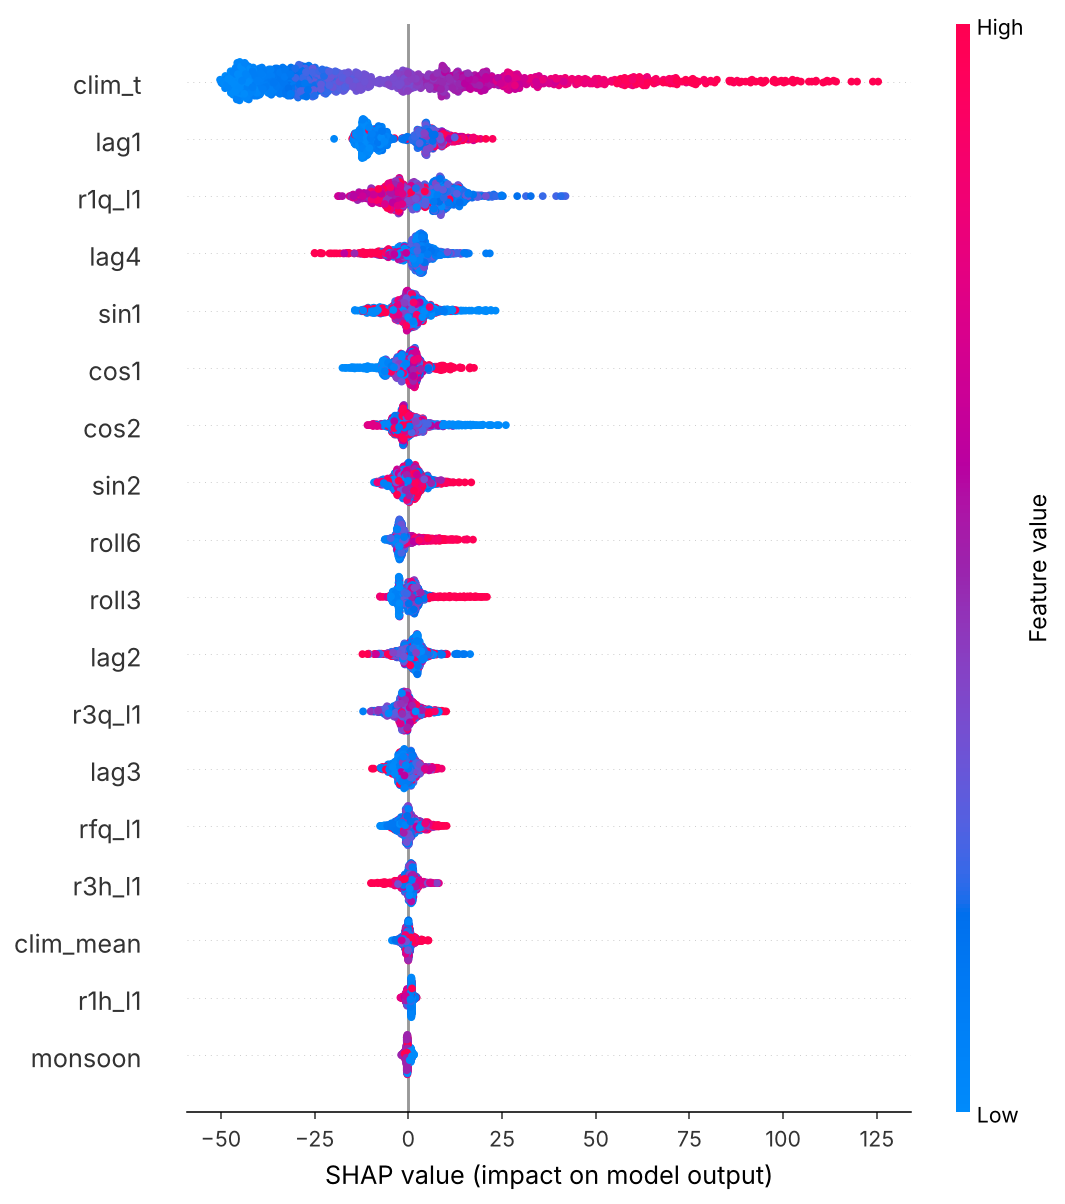 High
clim_t
lag1
r1q_l1
lag4
sin1
cos1
cos2
sin2
roll6
roll3
lag2
r3q_l1
lag3
rfq_l1
r3h_l1
clim_mean
r1h_l1
monsoon
Low
Feature value
−50 −25 0 25 50 75 100 125
SHAP value (impact on model output)